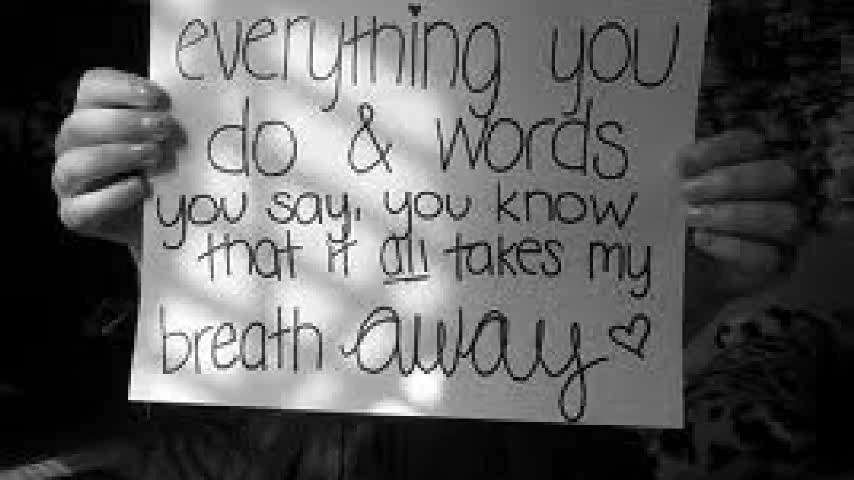 everything you
do & words
you say, you know
that it all takes my
breath away ♡